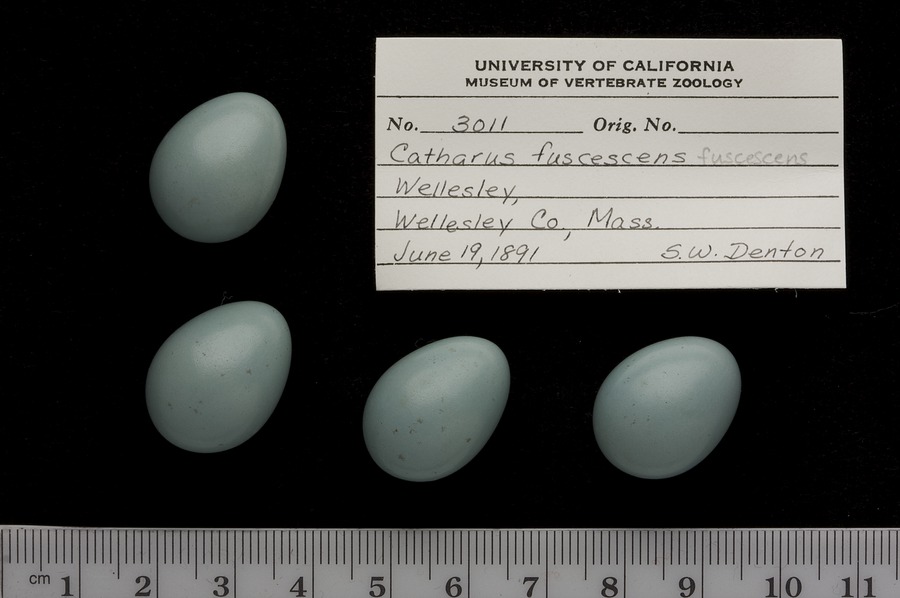 UNIVERSITY OF CALIFORNIA
MUSEUM OF VERTEBRATE ZOOLOGY
No. 3011 Orig. No.
Catharus fuscescens fuscescens
Wellesley,
Wellesley Co., Mass.
June 19, 1891 S.W. Denton
cm 1 2 3 4 5 6 7 8 9 10 11